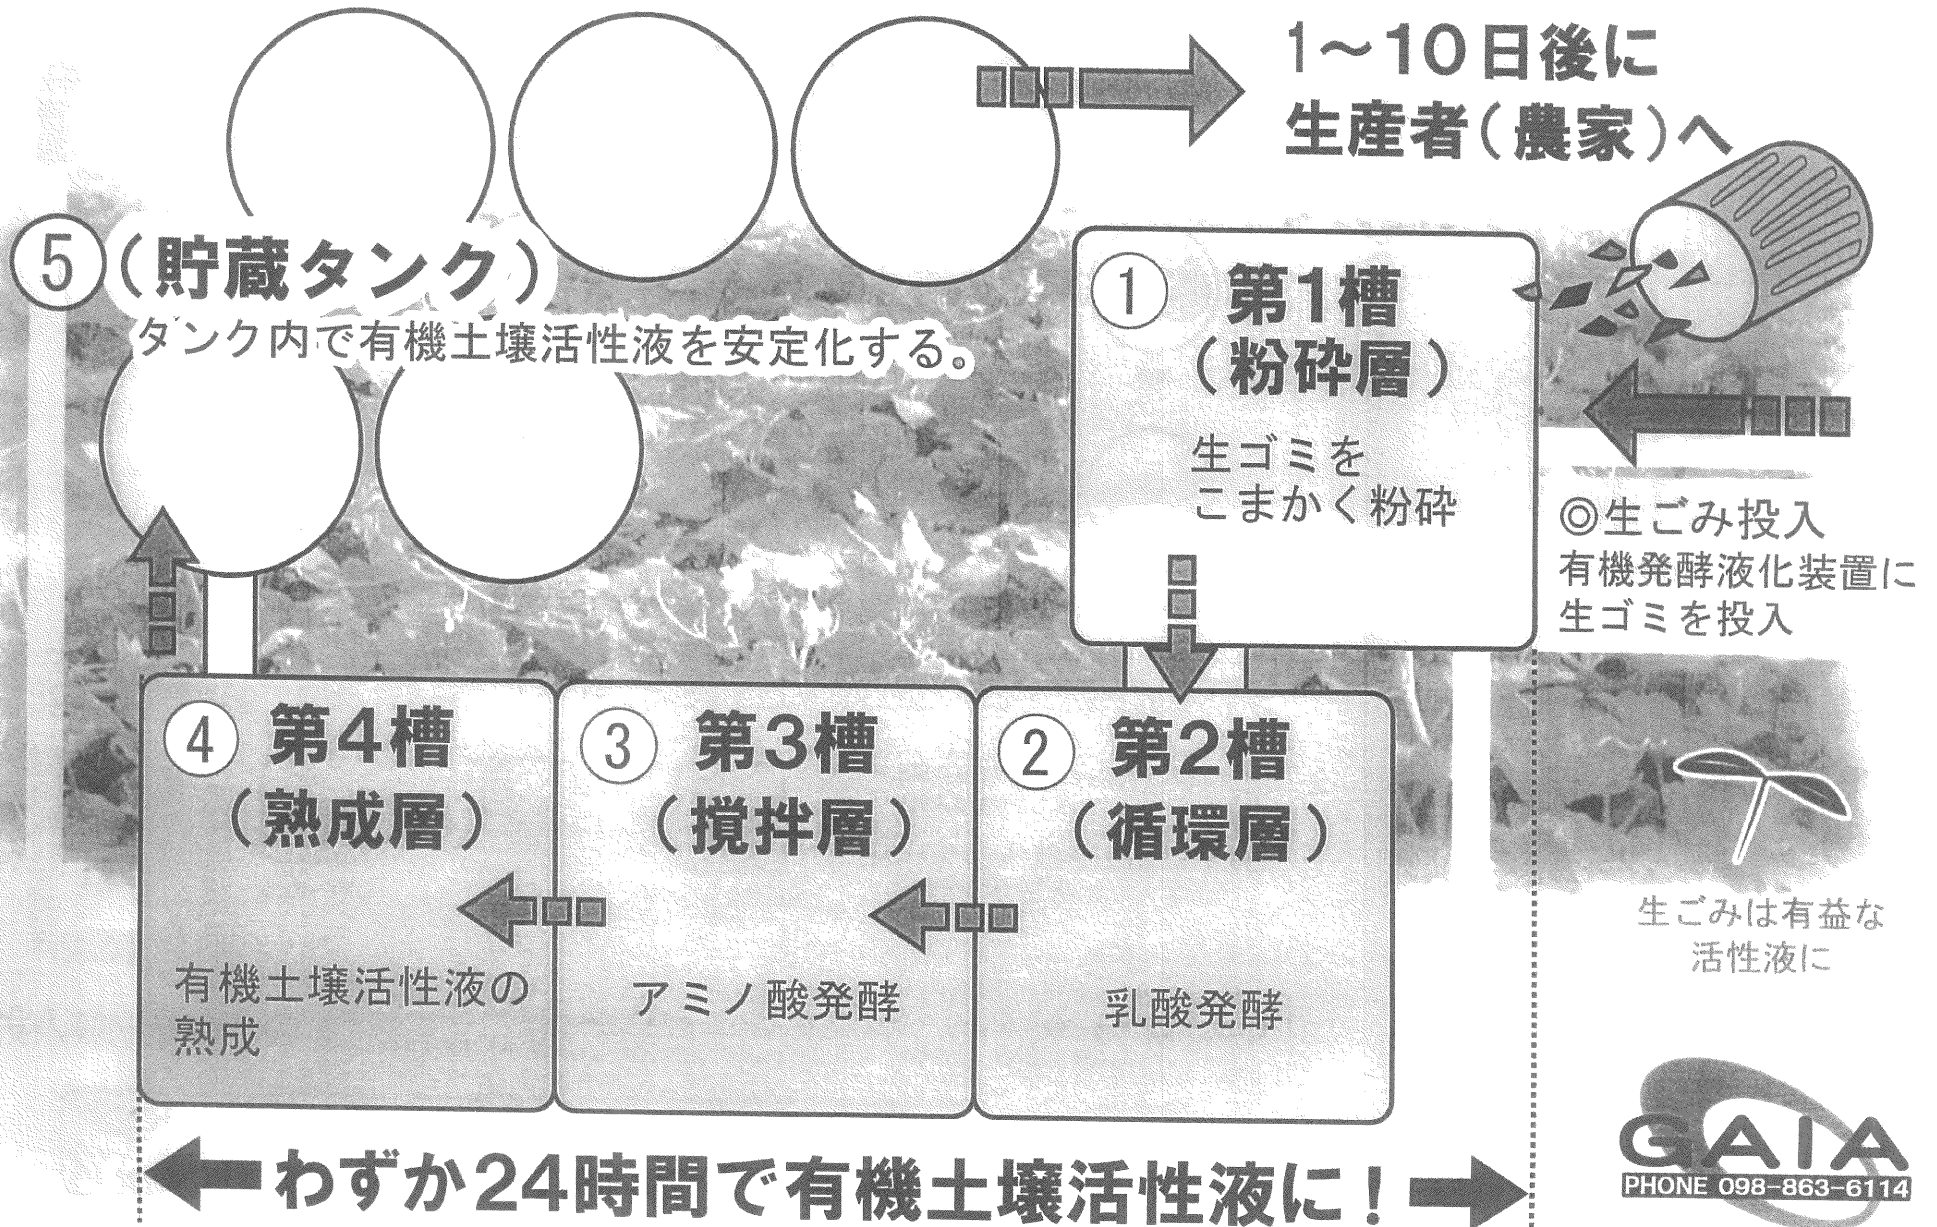 1～10日後に
生産者（農家）へ
⑤（貯蔵タンク）
タンク内で有機土壌活性液を安定化する。
① 第1槽
（粉砕層）
生ゴミを
こまかく粉砕
◎生ごみ投入
有機発酵液化装置に
生ゴミを投入
② 第2槽
（循環層）
乳酸発酵
③ 第3槽
（撹拌層）
アミノ酸発酵
④ 第4槽
（熟成層）
有機土壌活性液の
熟成
生ごみは有益な
活性液に
わずか24時間で有機土壌活性液に！
GAIA
PHONE 098-863-6114